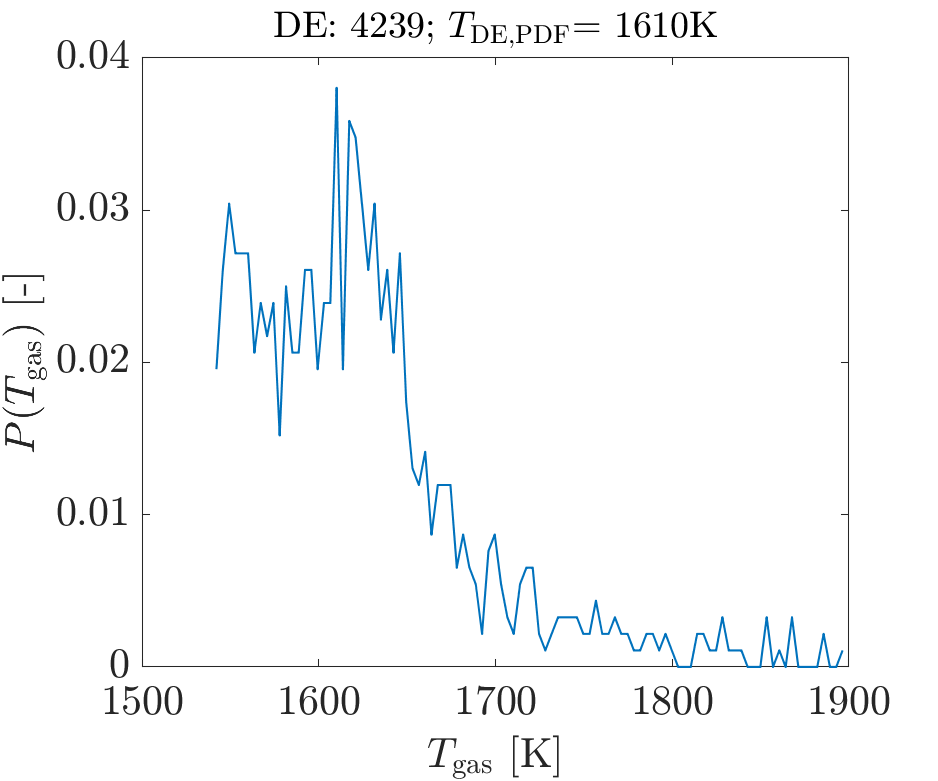 DE: 4239; T_DE,PDF= 1610K
0.04
0.03
0.02
0.01
0
P(T_gas) [-]
1500 1600 1700 1800 1900
T_gas [K]